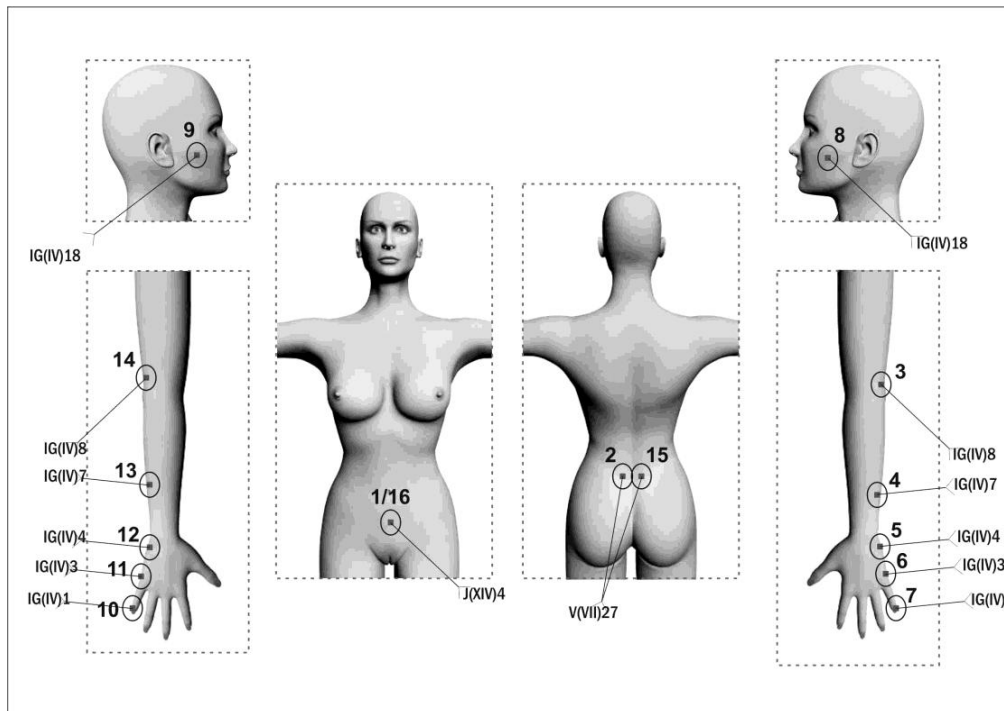 9
8
IG(IV)18
IG(IV)18
14
3
IG(IV)8
IG(IV)8
IG(IV)7
13
2
15
4
IG(IV)7
1/16
IG(IV)4
12
5
IG(IV)4
IG(IV)3
11
6
IG(IV)3
IG(IV)1
10
7
IG(IV)
J(XIV)4
V(VII)27